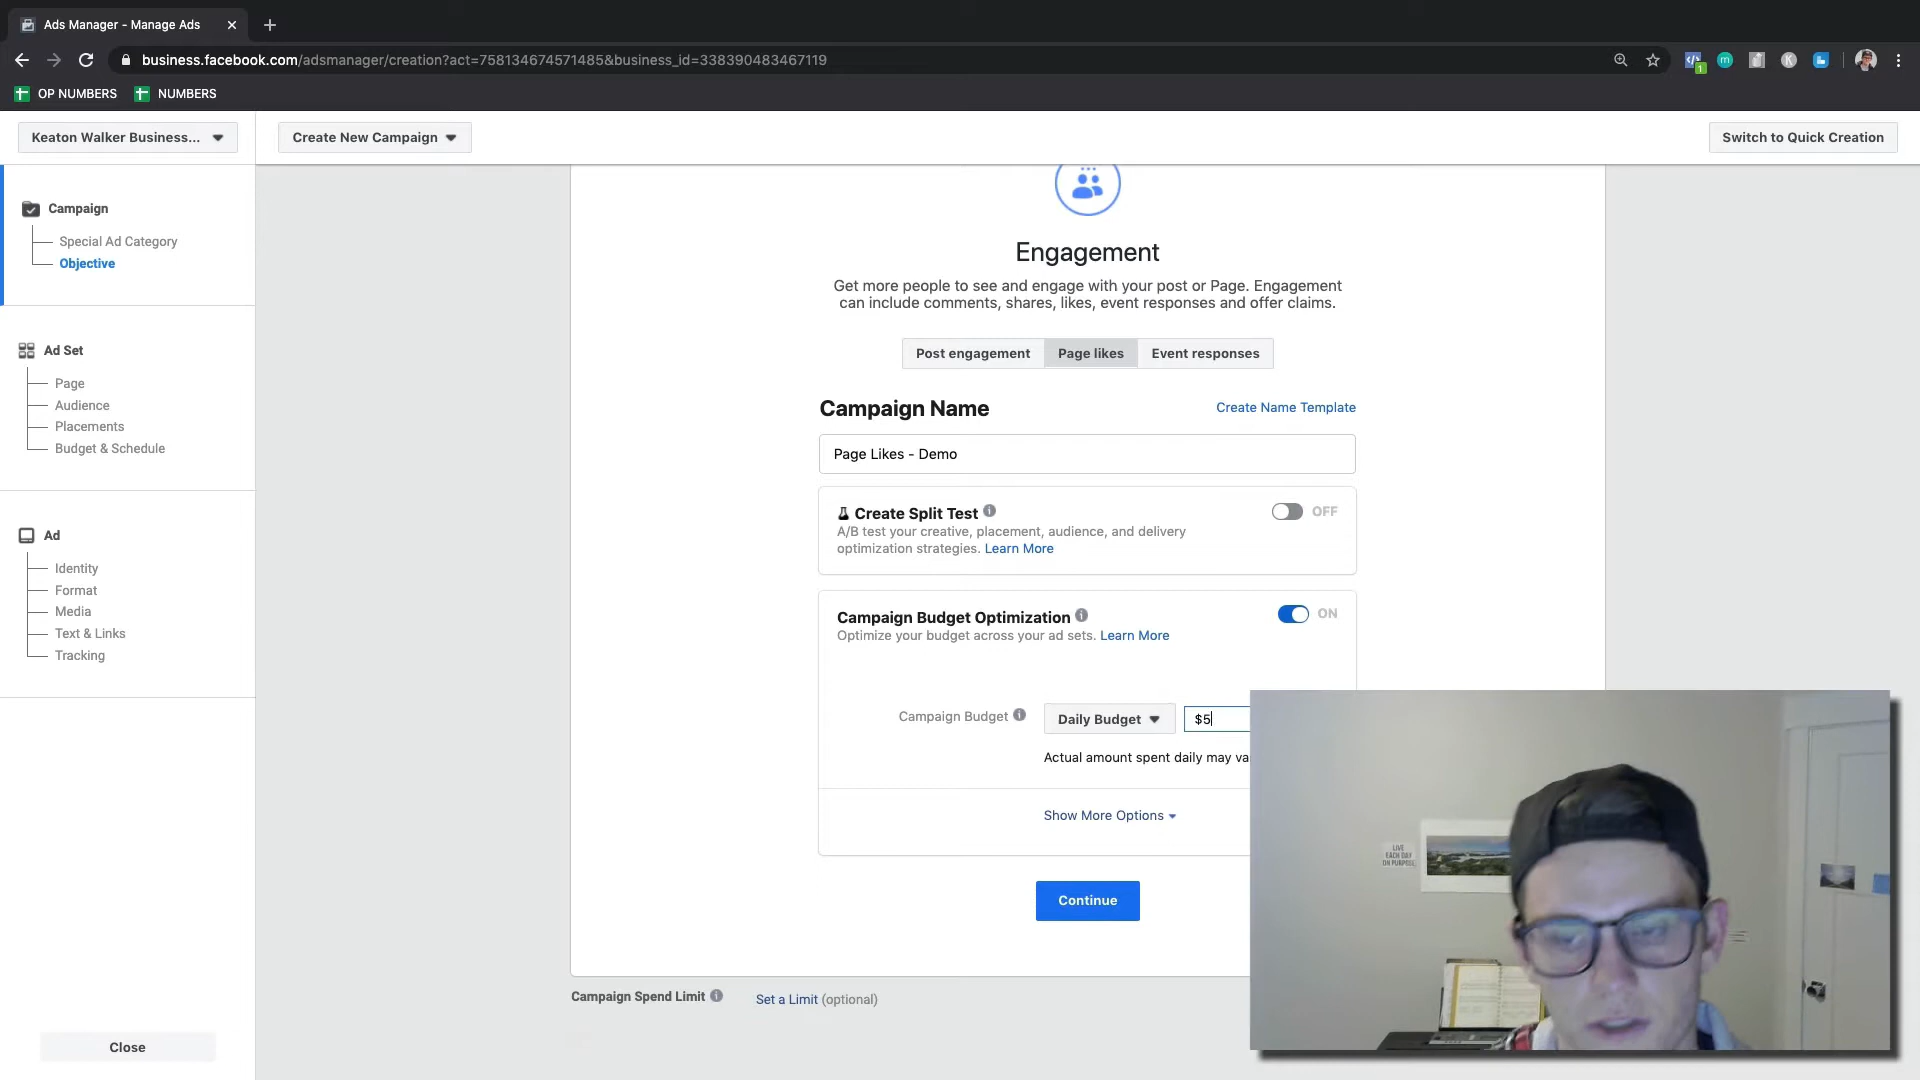 Ads Manager - Manage Ads
business.facebook.com/adsmanager/creation?act=758134674571485&business_id=338390483467119
OP NUMBERS
NUMBERS
Keaton Walker Business...
Create New Campaign
Switch to Quick Creation
Campaign
Special Ad Category
Objective
Ad Set
Page
Audience
Placements
Budget & Schedule
Ad
Identity
Format
Media
Text & Links
Tracking
Close
Engagement
Get more people to see and engage with your post or Page. Engagement
can include comments, shares, likes, event responses and offer claims.
Post engagement
Page likes
Event responses
Campaign Name
Create Name Template
Page Likes - Demo
Create Split Test
OFF
A/B test your creative, placement, audience, and delivery
optimization strategies. Learn More
Campaign Budget Optimization
ON
Optimize your budget across your ad sets. Learn More
Campaign Budget
Daily Budget
$5
Actual amount spent daily may va
Show More Options
Continue
Campaign Spend Limit
Set a Limit (optional)
LIVE
EACH DAY
ON PURPOSE